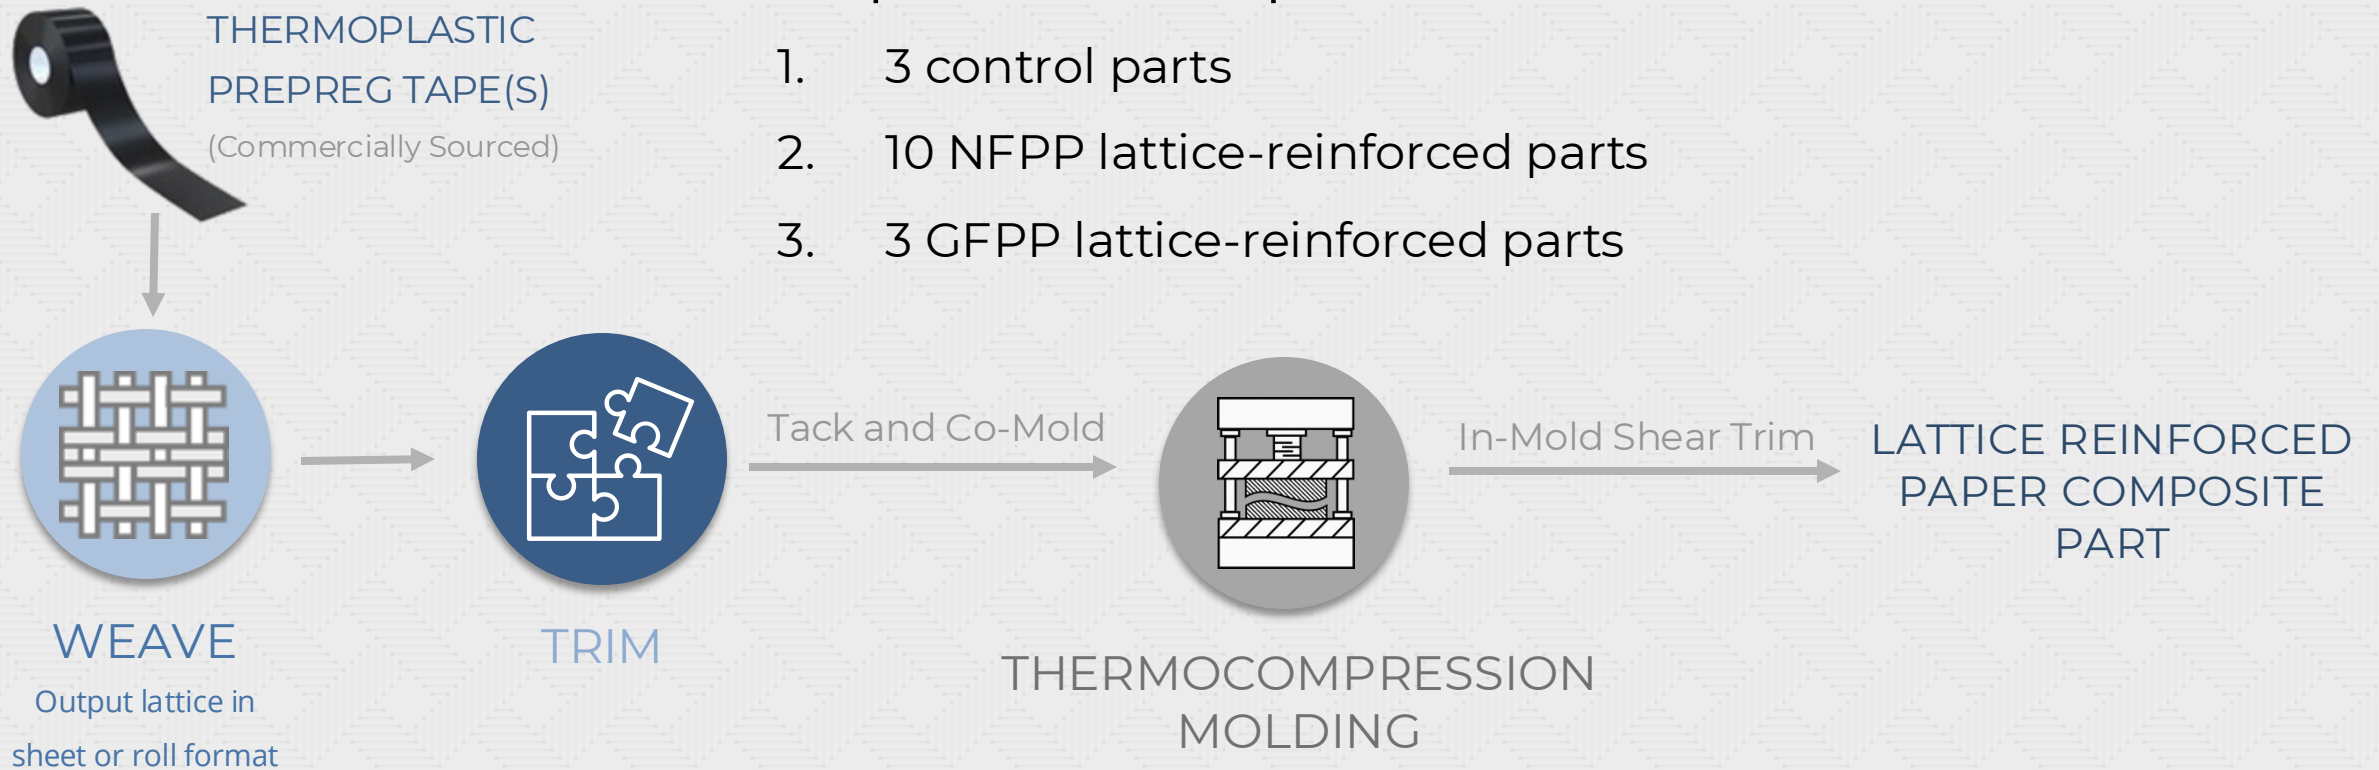 THERMOPLASTIC
PREPREG TAPE(S)
(Commercially Sourced)
1. 3 control parts
2. 10 NFPP lattice-reinforced parts
3. 3 GFPP lattice-reinforced parts
WEAVE
Output lattice in
sheet or roll format
TRIM
Tack and Co-Mold
THERMOCOMPRESSION
MOLDING
In-Mold Shear Trim
LATTICE REINFORCED
PAPER COMPOSITE
PART